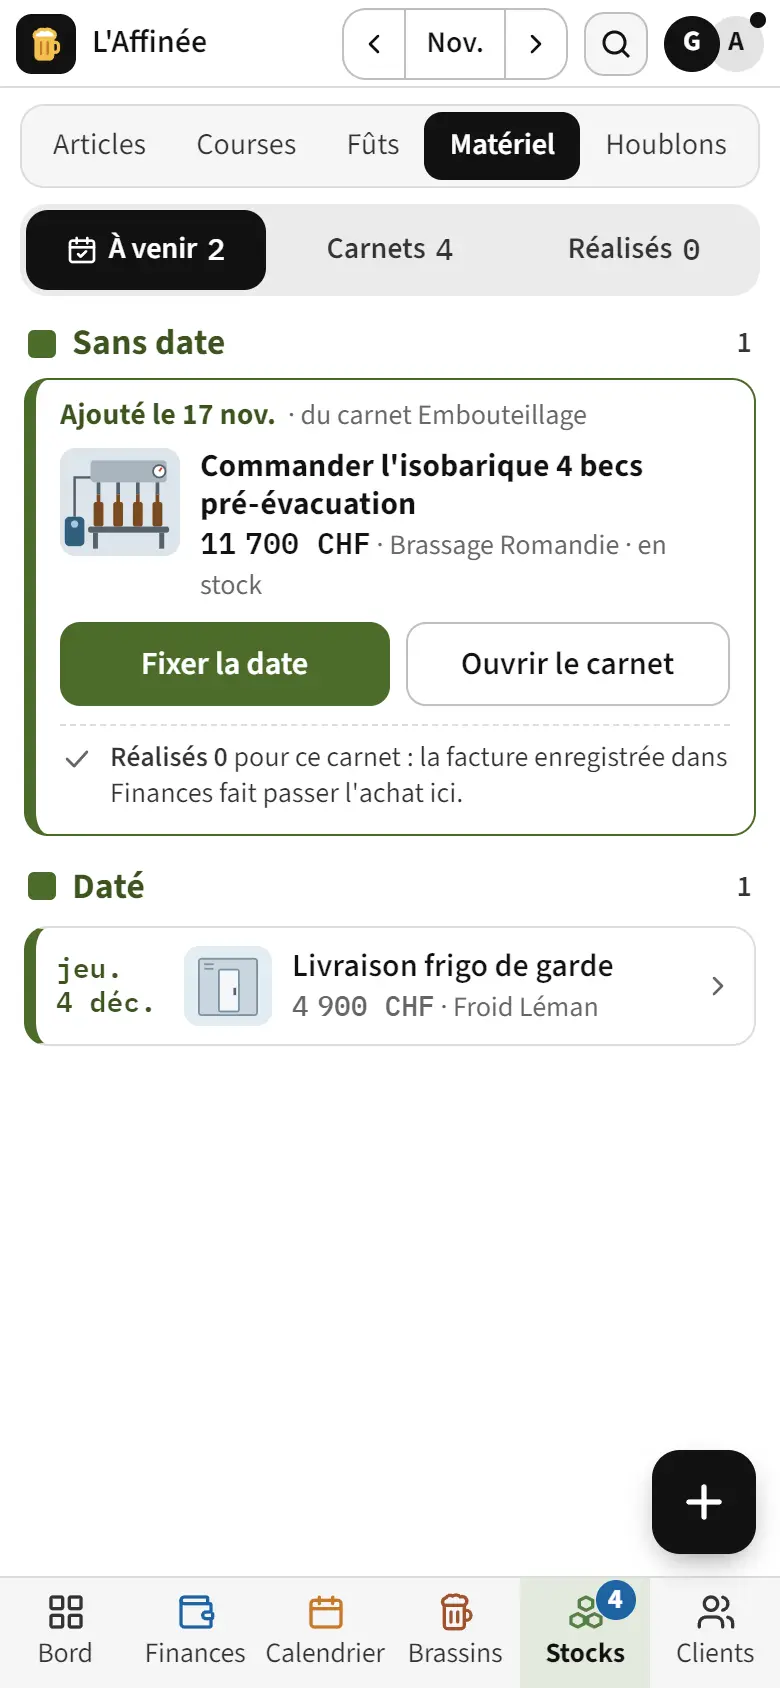 L'Affinée
Nov.
G
A
Articles
Courses
Fûts
Matériel
Houblons
À venir 2
Carnets 4
Réalisés 0
Sans date
1
Ajouté le 17 nov. · du carnet Embouteillage
Commander l'isobarique 4 becs
pré-évacuation
11 700 CHF · Brassage Romandie · en
stock
Fixer la date
Ouvrir le carnet
Réalisés 0 pour ce carnet : la facture enregistrée dans
Finances fait passer l'achat ici.
Daté
1
jeu.
4 déc.
Livraison frigo de garde
4 900 CHF · Froid Léman
4
Bord
Finances
Calendrier
Brassins
Stocks
Clients